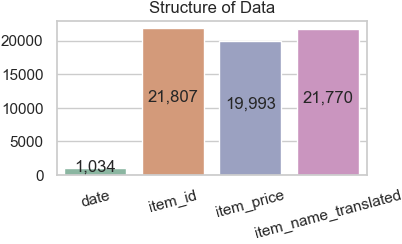 Structure of Data
20000
15000
10000
5000
0
1,034
21,807
19,993
21,770
date
item_id
item_price
item_name_translated